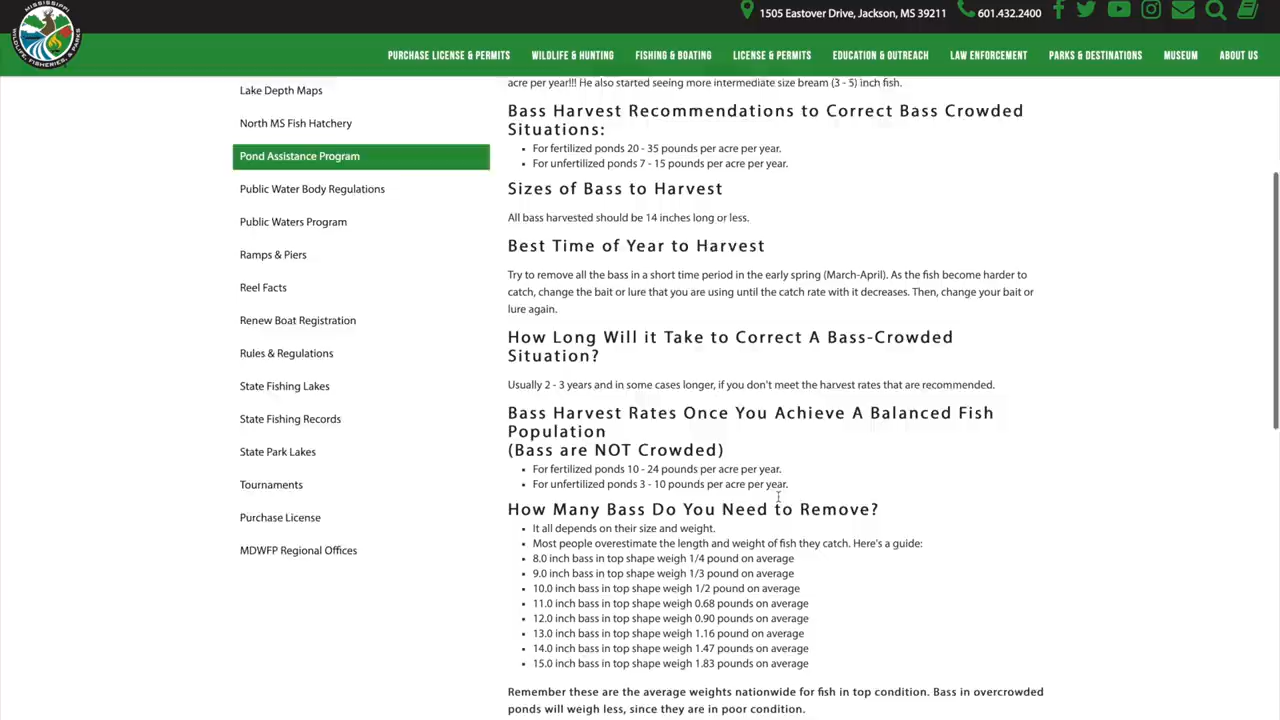 1505 Eastover Drive, Jackson, MS 39211
601.432.2400
PURCHASE LICENSE & PERMITS
WILDLIFE & HUNTING
FISHING & BOATING
LICENSE & PERMITS
EDUCATION & OUTREACH
LAW ENFORCEMENT
PARKS & DESTINATIONS
MUSEUM
ABOUT US
Lake Depth Maps
North MS Fish Hatchery
Pond Assistance Program
Public Water Body Regulations
Public Waters Program
Ramps & Piers
Reel Facts
Renew Boat Registration
Rules & Regulations
State Fishing Lakes
State Fishing Records
State Park Lakes
Tournaments
Purchase License
MDWFP Regional Offices
acre per year!!! He also started seeing more intermediate size bream (3 - 5) inch fish.
Bass Harvest Recommendations to Correct Bass Crowded
Situations:
For fertilized ponds 20 - 35 pounds per acre per year.
For unfertilized ponds 7 - 15 pounds per acre per year.
Sizes of Bass to Harvest
All bass harvested should be 14 inches long or less.
Best Time of Year to Harvest
Try to remove all the bass in a short time period in the early spring (March-April). As the fish become harder to
catch, change the bait or lure that you are using until the catch rate with it decreases. Then, change your bait or
lure again.
How Long Will it Take to Correct A Bass-Crowded
Situation?
Usually 2 - 3 years and in some cases longer, if you don't meet the harvest rates that are recommended.
Bass Harvest Rates Once You Achieve A Balanced Fish
Population
(Bass are NOT Crowded)
For fertilized ponds 10 - 24 pounds per acre per year.
For unfertilized ponds 3 - 10 pounds per acre per year.
How Many Bass Do You Need to Remove?
It all depends on their size and weight.
Most people overestimate the length and weight of fish they catch. Here's a guide:
8.0 inch bass in top shape weigh 1/4 pound on average
9.0 inch bass in top shape weigh 1/3 pound on average
10.0 inch bass in top shape weigh 1/2 pound on average
11.0 inch bass in top shape weigh 0.68 pounds on average
12.0 inch bass in top shape weigh 0.90 pounds on average
13.0 inch bass in top shape weigh 1.16 pound on average
14.0 inch bass in top shape weigh 1.47 pounds on average
15.0 inch bass in top shape weigh 1.83 pounds on average
Remember these are the average weights nationwide for fish in top condition. Bass in overcrowded
ponds will weigh less, since they are in poor condition.